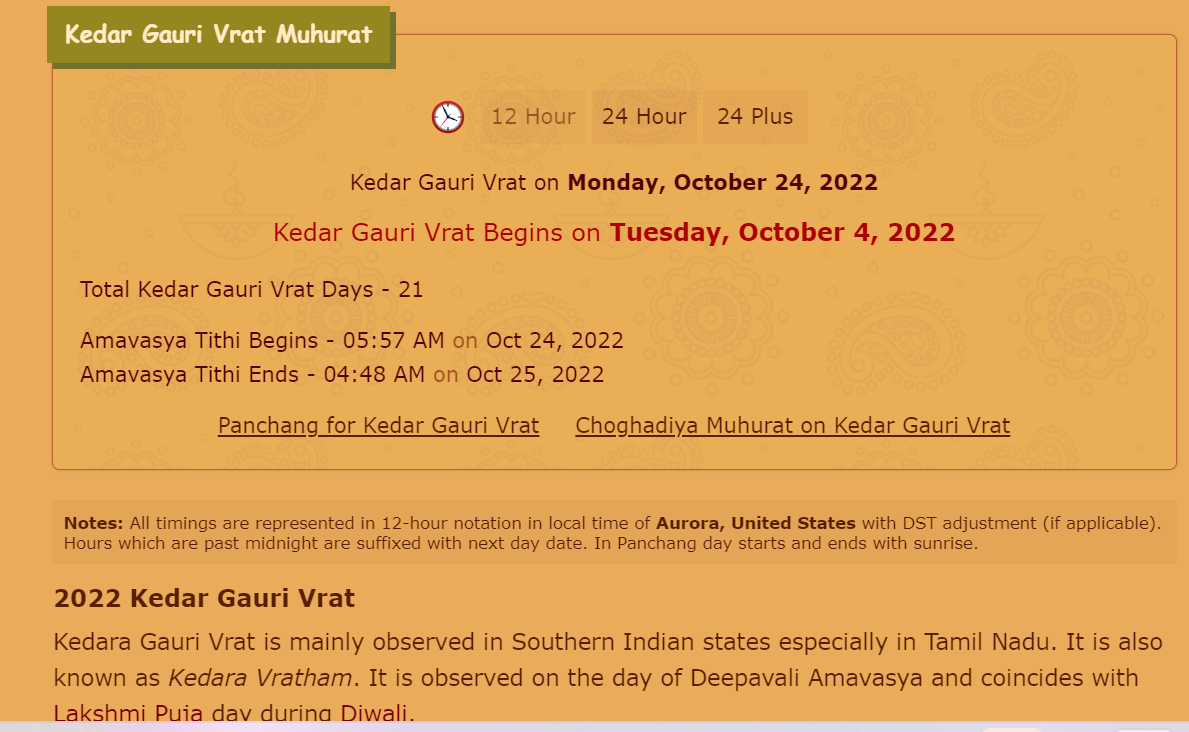 Kedar Gauri Vrat Muhurat
12 Hour 24 Hour 24 Plus
Kedar Gauri Vrat on Monday, October 24, 2022
Kedar Gauri Vrat Begins on Tuesday, October 4, 2022
Total Kedar Gauri Vrat Days - 21
Amavasya Tithi Begins - 05:57 AM on Oct 24, 2022
Amavasya Tithi Ends - 04:48 AM on Oct 25, 2022
Panchang for Kedar Gauri Vrat Choghadiya Muhurat on Kedar Gauri Vrat
Notes: All timings are represented in 12-hour notation in local time of Aurora, United States with DST adjustment (if applicable).
Hours which are past midnight are suffixed with next day date. In Panchang day starts and ends with sunrise.
2022 Kedar Gauri Vrat
Kedara Gauri Vrat is mainly observed in Southern Indian states especially in Tamil Nadu. It is also
known as Kedara Vratham. It is observed on the day of Deepavali Amavasya and coincides with
Lakshmi Puja day during Diwali.